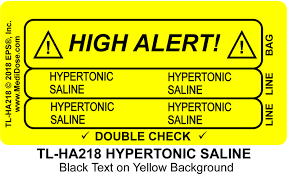 TL-HA218 © 2018 EPS®, Inc.
www.MediDose.com
HIGH ALERT!
BAG
HYPERTONIC SALINE HYPERTONIC SALINE
LINE
HYPERTONIC SALINE HYPERTONIC SALINE
LINE
✓ DOUBLE CHECK ✓
TL-HA218 HYPERTONIC SALINE
Black Text on Yellow Background